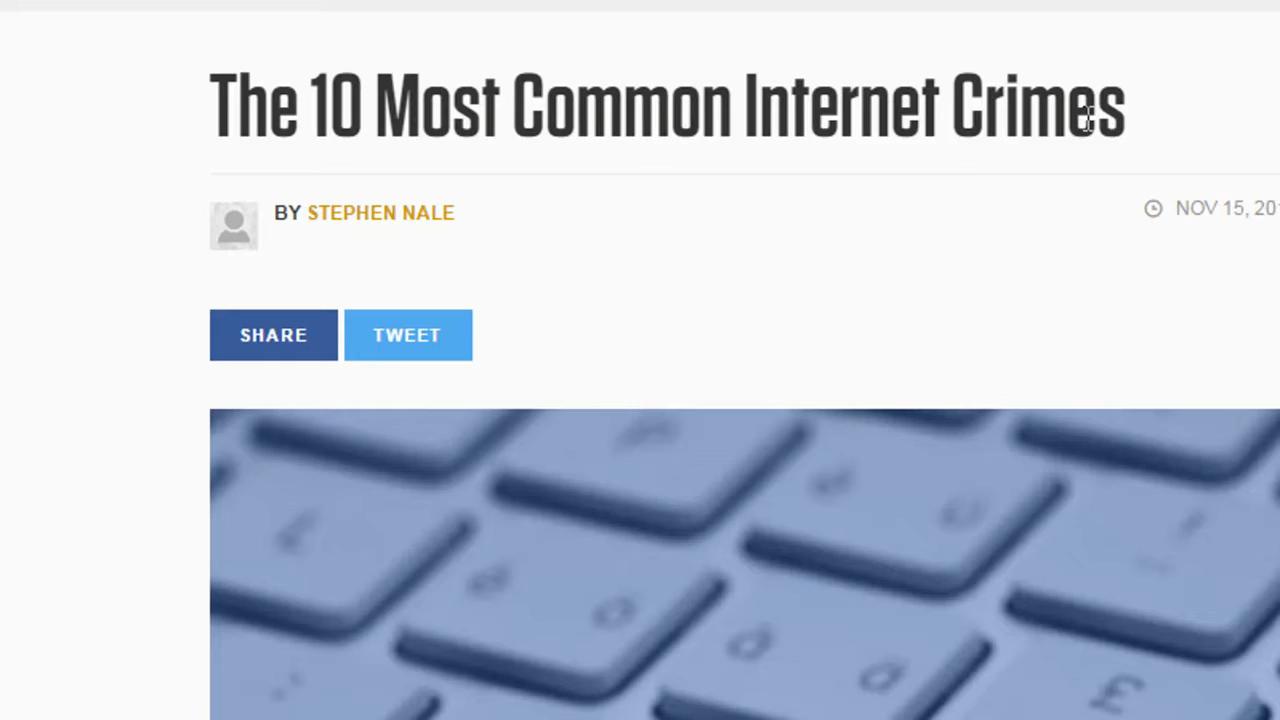 The 10 Most Common Internet Crimes
BY STEPHEN NALE
NOV 15, 20
SHARE
TWEET